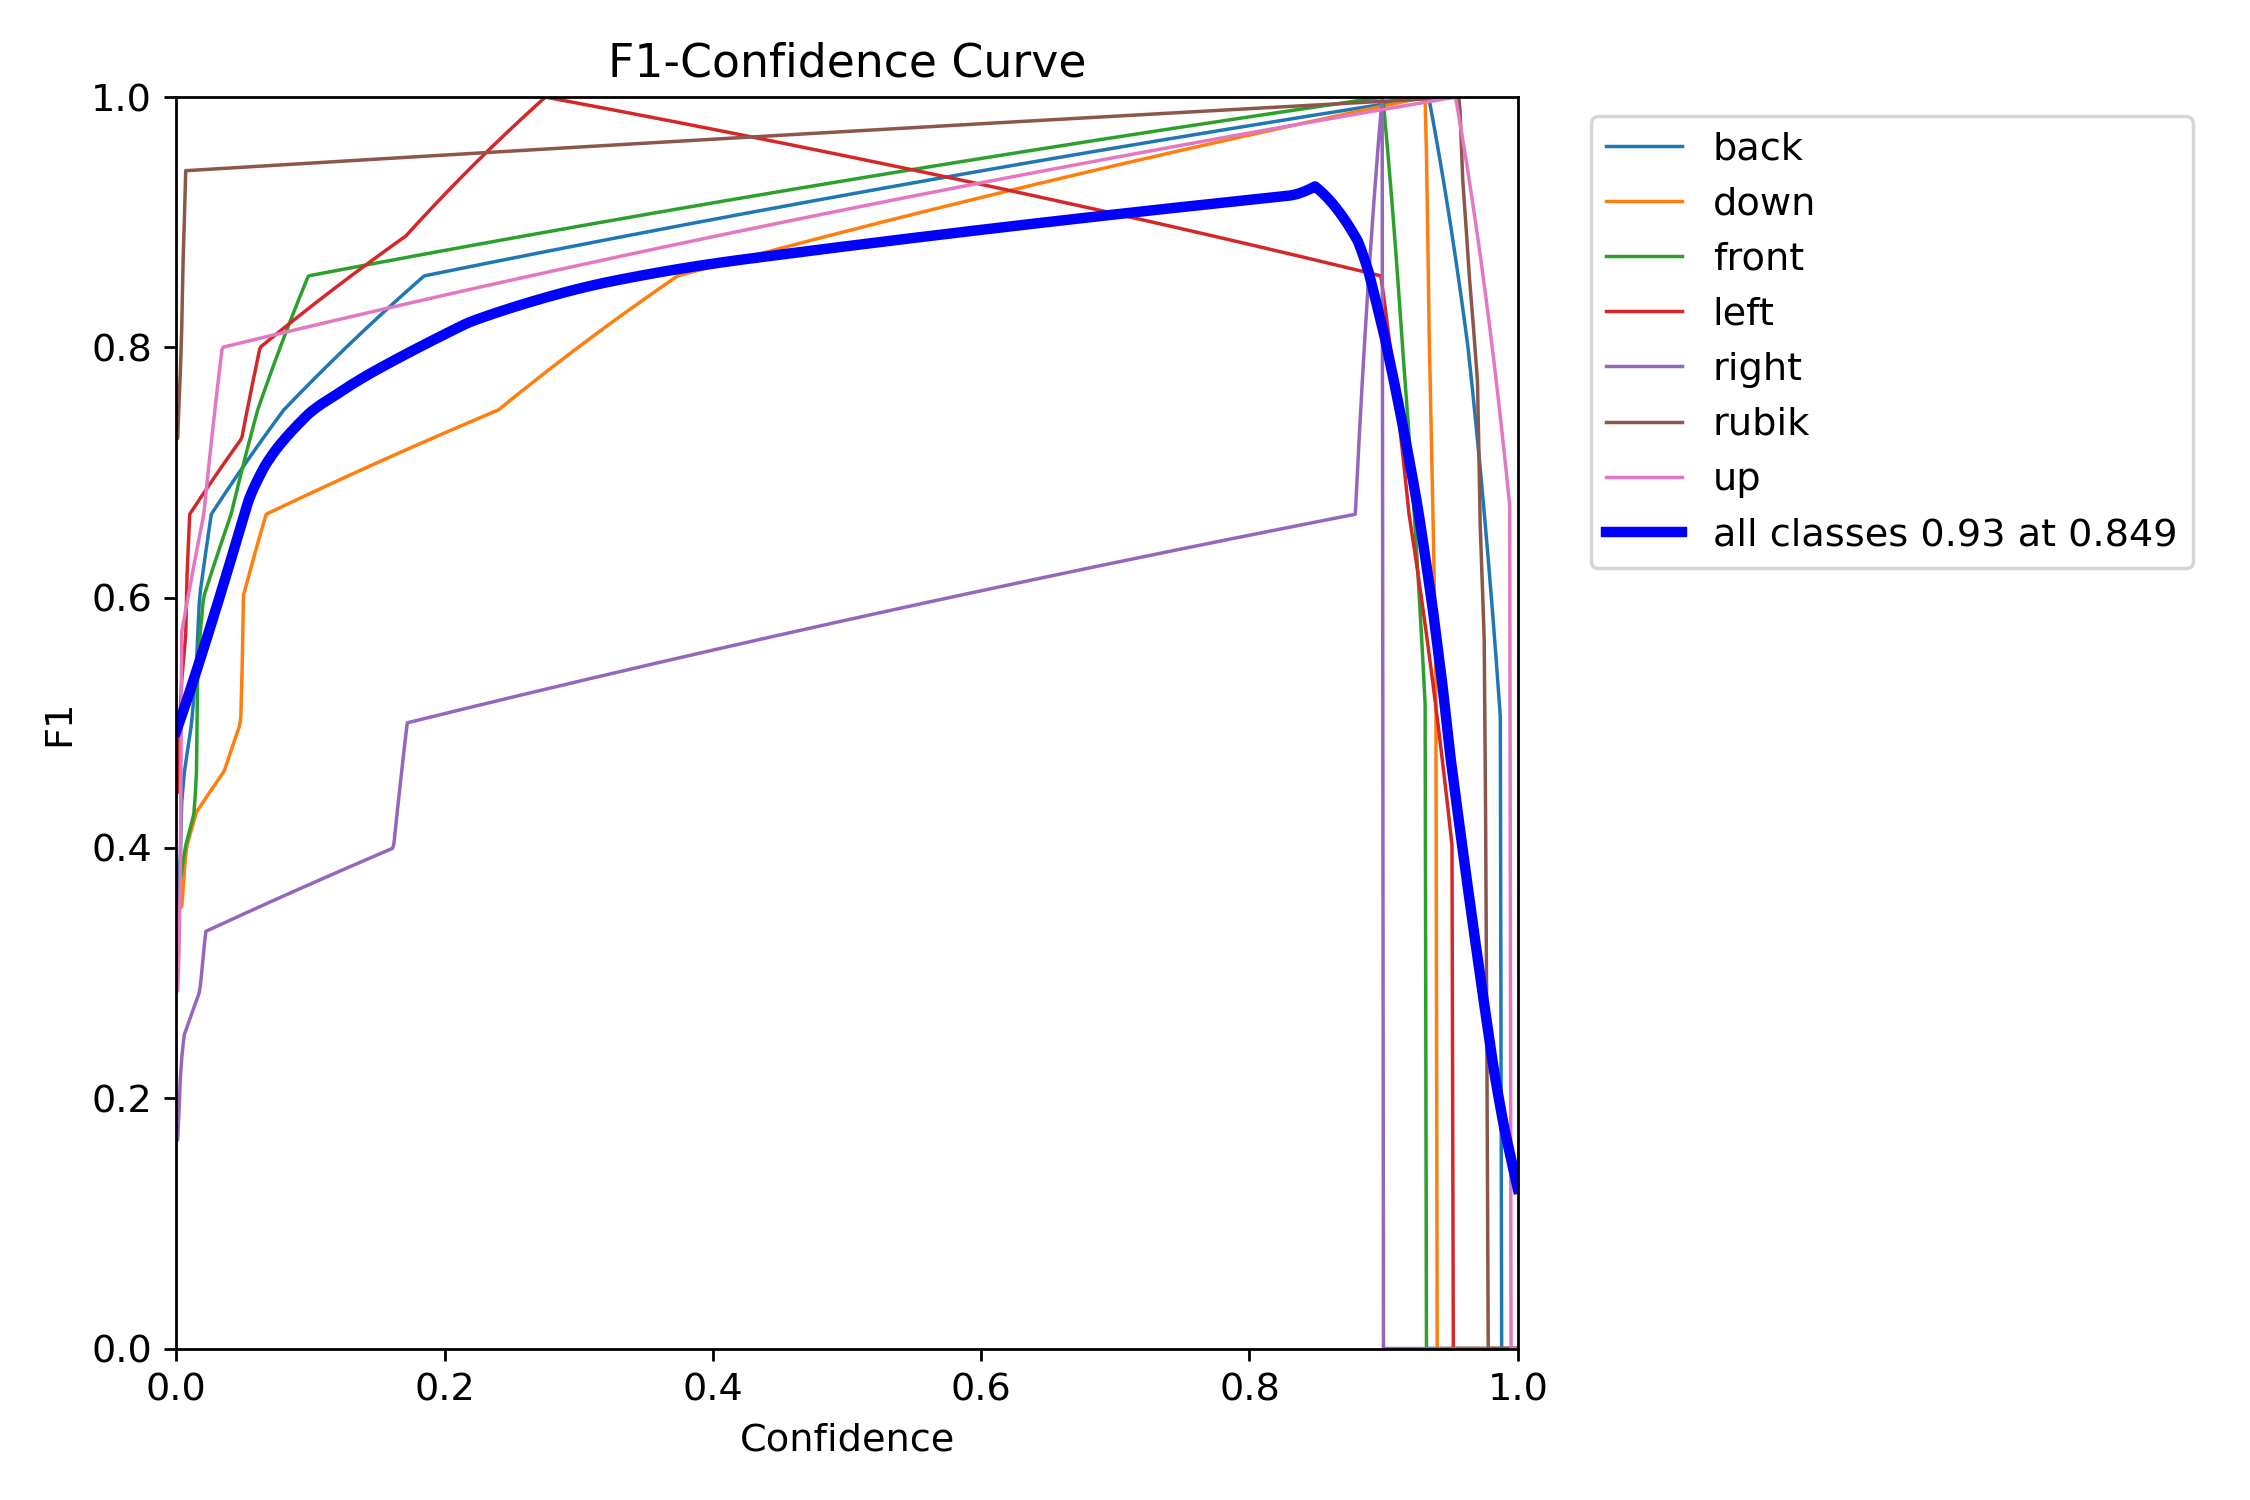 F1-Confidence Curve
1.0
0.8
0.6
0.4
0.2
0.0
F1
0.0 0.2 0.4 0.6 0.8 1.0
Confidence
back
down
front
left
right
rubik
up
all classes 0.93 at 0.849